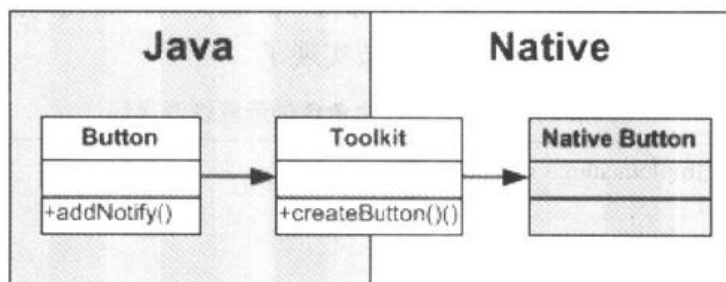 Java
Native
Button
+addNotify()
Toolkit
+createButton()()
Native Button